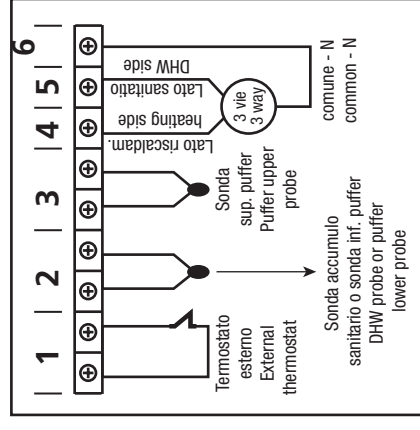 1
2
3
4
5
6
Termostato
esterno
External
thermostat
Sonda accumulo
sanitario o sonda inf. puffer
DHW probe or puffer
lower probe
Sonda
sup. puffer
Puffer upper
probe
Lato riscaldam.
heating side
Lato sanitatio
DHW side
3 vie
3 way
comune - N
common - N